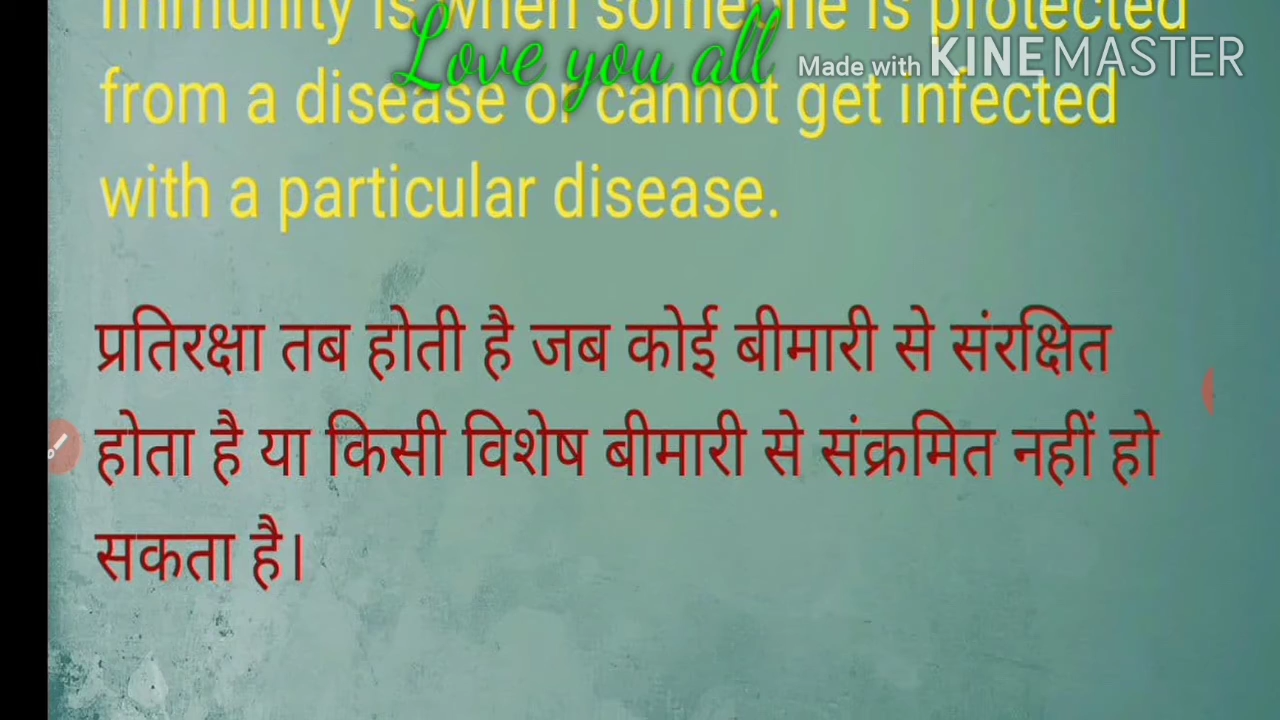 Immunity is when someone is protected
Love you all
Made with KINEMASTER
from a disease or cannot get infected
with a particular disease.
प्रतिरक्षा तब होती है जब कोई बीमारी से संरक्षित
होता है या किसी विशेष बीमारी से संक्रमित नहीं हो
सकता है।